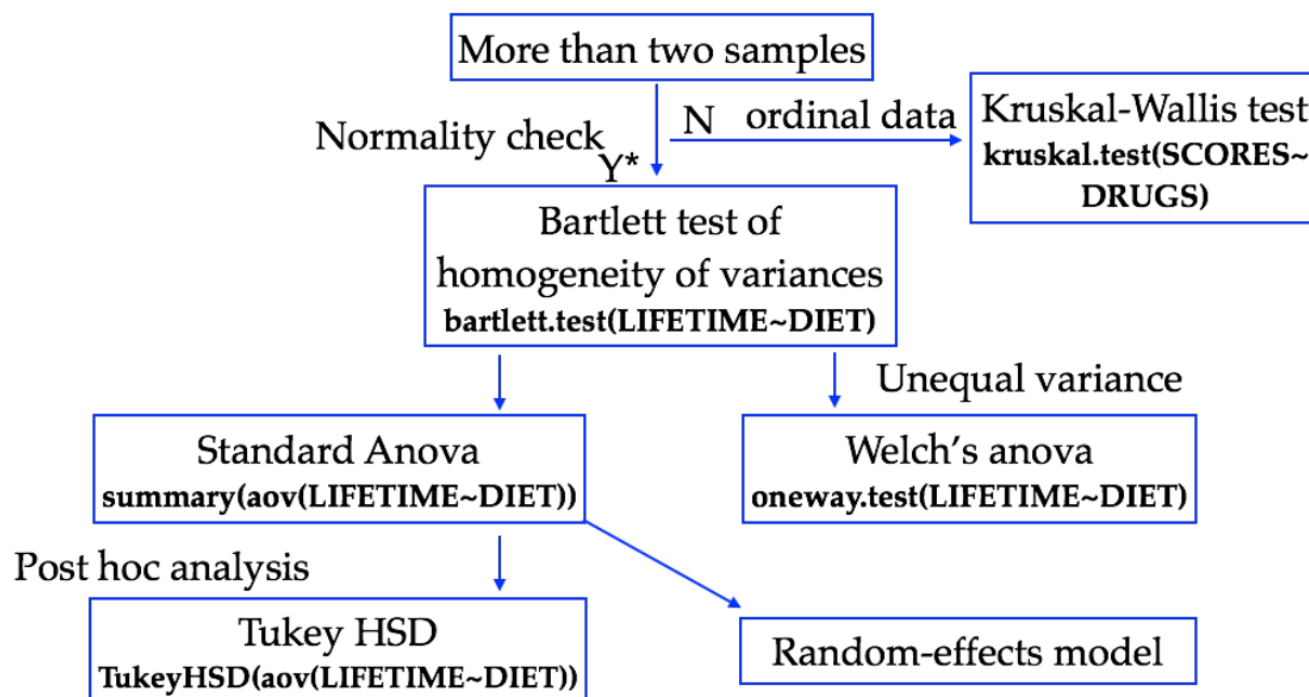 More than two samples
Normality check
N ordinal data
Y*
Kruskal-Wallis test
kruskal.test(SCORES~
DRUGS)
Bartlett test of
homogeneity of variances
bartlett.test(LIFETIME~DIET)
Unequal variance
Standard Anova
summary(aov(LIFETIME~DIET))
Welch's anova
oneway.test(LIFETIME~DIET)
Post hoc analysis
Tukey HSD
TukeyHSD(aov(LIFETIME~DIET))
Random-effects model